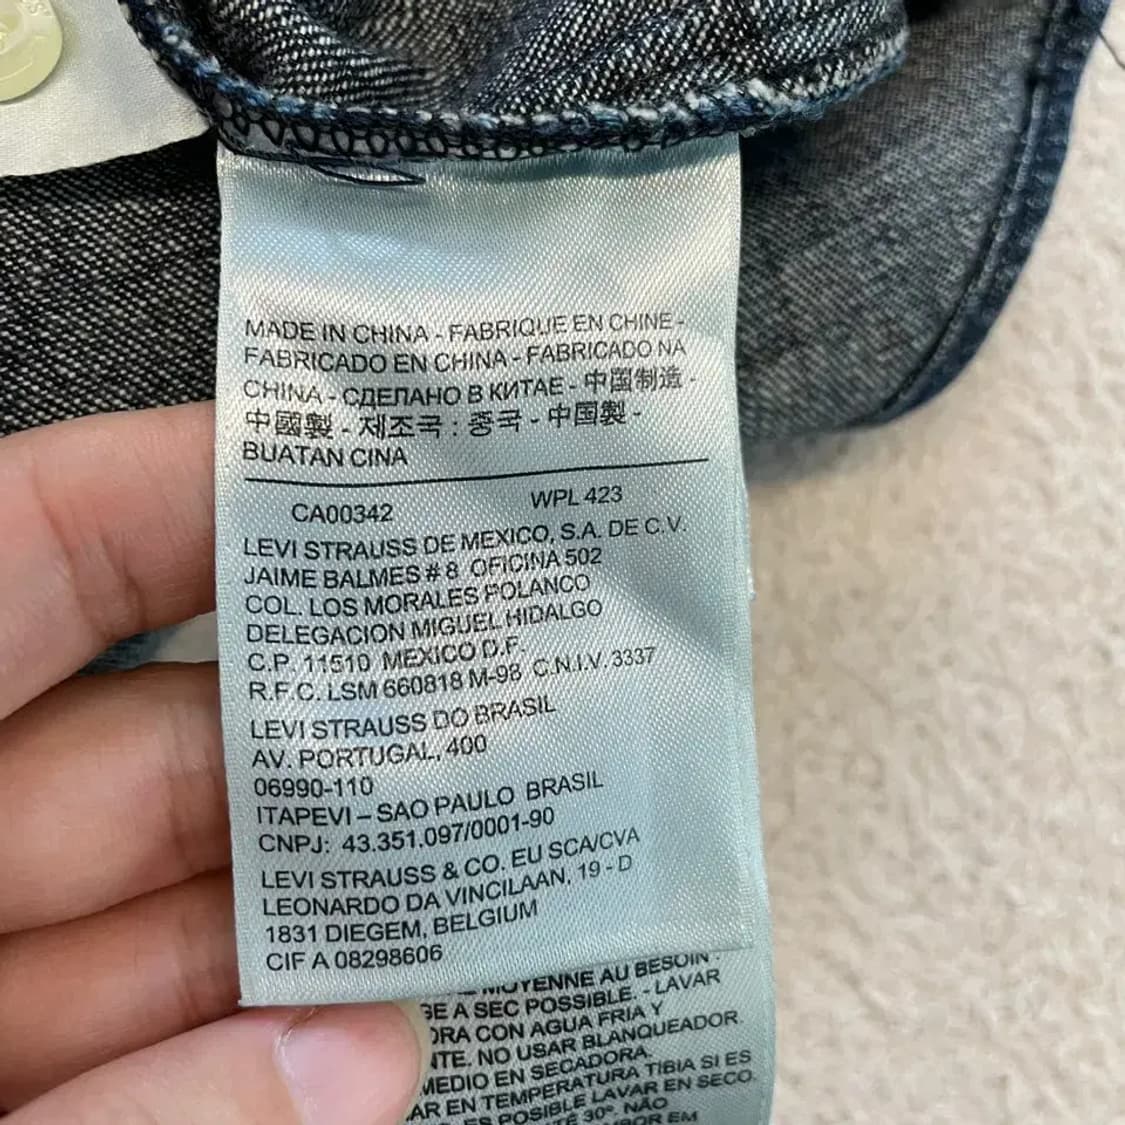 MADE IN CHINA - FABRIQUE EN CHINE -
FABRICADO EN CHINA - FABRICADO NA
CHINA - СДЕЛАНО В КИТАЕ - 中国制造 -
中國製 - 제조국 : 중국 - 中国製 -
BUATAN CINA
CA00342 WPL 423
LEVI STRAUSS DE MEXICO, S.A. DE C.V.
JAIME BALMES # 8 OFICINA 502
COL. LOS MORALES POLANCO
DELEGACION MIGUEL HIDALGO
C.P. 11510 MEXICO D.F.
R.F.C. LSM 660818 M-98 C.N.I.V. 3337
LEVI STRAUSS DO BRASIL
AV. PORTUGAL, 400
06990-110
ITAPEVI – SAO PAULO BRASIL
CNPJ: 43.351.097/0001-90
LEVI STRAUSS & CO. EU SCA/CVA
LEONARDO DA VINCILAAN, 19 - D
1831 DIEGEM, BELGIUM
CIF A 08298606
MOYENNE AU BESOIN.
A SEC POSSIBLE. - LAVAR
CON AGUA FRIA Y
NO USAR BLANQUEADOR.
MEDIO EN SECADORA.
EN TEMPERATURA TIBIA SI ES
ES POSIBLE LAVAR EN SECO.
30°. NÃO
EM